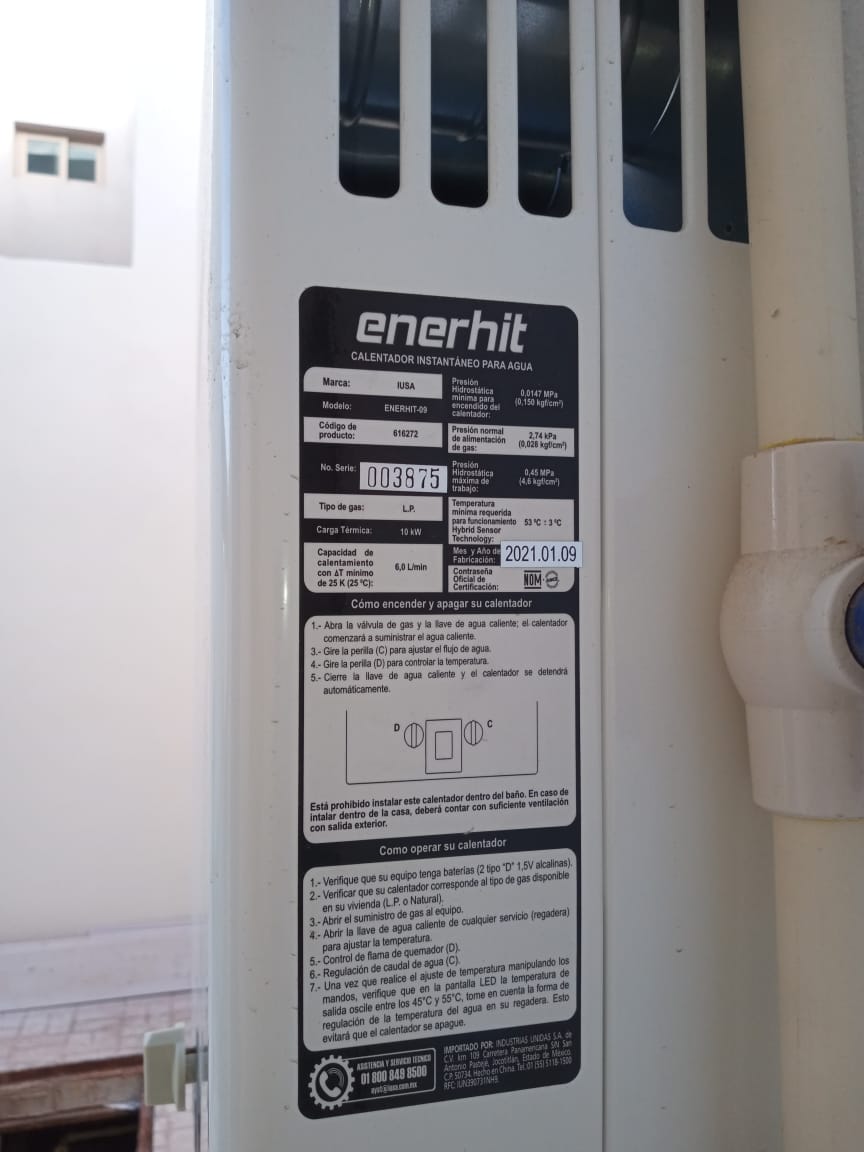 enerhit
CALENTADOR INSTANTÁNEO PARA AGUA
Marca: IUSA
Modelo: ENERHIT-09
Código de
producto: 616272
No. Serie: 003875
Tipo de gas: L.P.
Carga Térmica: 10 kW
Capacidad de
calentamiento
con ΔT mínimo
de 25 K (25 °C): 6,0 L/min
Presión
Hidrostática
mínima para
encendido del
calentador: 0,0147 MPa
(0,150 kgf/cm²)
Presión normal
de alimentación
de gas: 2,74 kPa
(0,028 kgf/cm²)
Presión
Hidrostática
máxima de
trabajo: 0,45 MPa
(4,6 kgf/cm²)
Temperatura
mínima requerida
para funcionamiento
Hybrid Sensor
Technology: 53 °C ± 3 °C
Mes y Año de
Fabricación: 2021.01.09
Contraseña
Oficial de
Certificación: NOM
Cómo encender y apagar su calentador
1.- Abra la válvula de gas y la llave de agua caliente; el calentador
comenzará a suministrar el agua caliente.
3.- Gire la perilla (C) para ajustar el flujo de agua.
4.- Gire la perilla (D) para controlar la temperatura.
5.- Cierre la llave de agua caliente y el calentador se detendrá
automáticamente.
D C
Está prohibido instalar este calentador dentro del baño. En caso de
intalar dentro de la casa, deberá contar con suficiente ventilación
con salida exterior.
Como operar su calentador
1.- Verifique que su equipo tenga baterías (2 tipo "D" 1,5V alcalinas).
2.- Verificar que su calentador corresponde al tipo de gas disponible
en su vivienda (L.P. o Natural).
3.- Abrir el suministro de gas al equipo.
4.- Abrir la llave de agua caliente de cualquier servicio (regadera)
para ajustar la temperatura.
5.- Control de flama de quemador (D).
6.- Regulación de caudal de agua (C).
7.- Una vez que realice el ajuste de temperatura manipulando los
mandos, verifique que en la pantalla LED la temperatura de
salida oscile entre los 45°C y 55°C, tome en cuenta la forma de
regulación de la temperatura del agua en su regadera. Esto
evitará que el calentador se apague.
ASISTENCIA Y SERVICIO TÉCNICO
01 800 849 8500
IMPORTADO POR: INDUSTRIAS UNIDAS S.A. de
C.V. km 109 Carretera Panamericana S/N San
Antonio Pastejé, Jocotitlán, Estado de México.
C.P. 50734. Hecho en China. Tel.:01 (55) 5118-1500
RFC: IUN390731NH9.